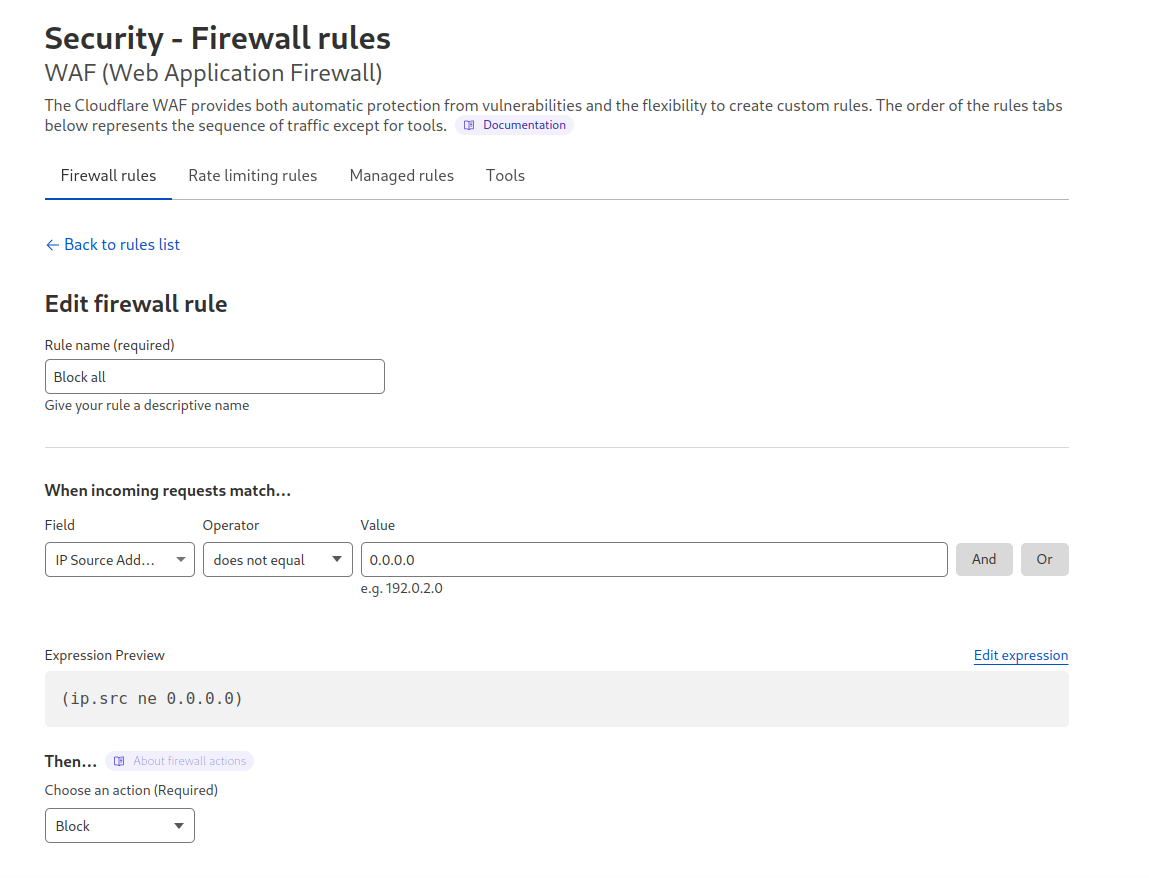 Security - Firewall rules
WAF (Web Application Firewall)
The Cloudflare WAF provides both automatic protection from vulnerabilities and the flexibility to create custom rules. The order of the rules tabs
below represents the sequence of traffic except for tools. Documentation
Firewall rules Rate limiting rules Managed rules Tools
← Back to rules list
Edit firewall rule
Rule name (required)
Block all
Give your rule a descriptive name
When incoming requests match...
Field Operator Value
IP Source Add... does not equal 0.0.0.0 And Or
e.g. 192.0.2.0
Expression Preview Edit expression
(ip.src ne 0.0.0.0)
Then... About firewall actions
Choose an action (Required)
Block